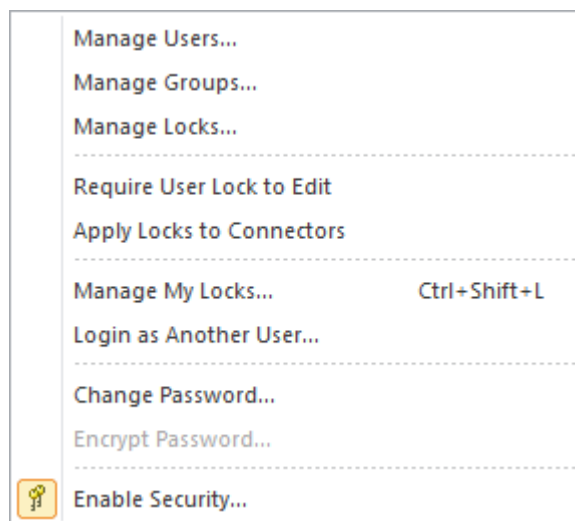 Manage Users...
Manage Groups...
Manage Locks...
Require User Lock to Edit
Apply Locks to Connectors
Manage My Locks... Ctrl+Shift+L
Login as Another User...
Change Password...
Encrypt Password...
Enable Security...